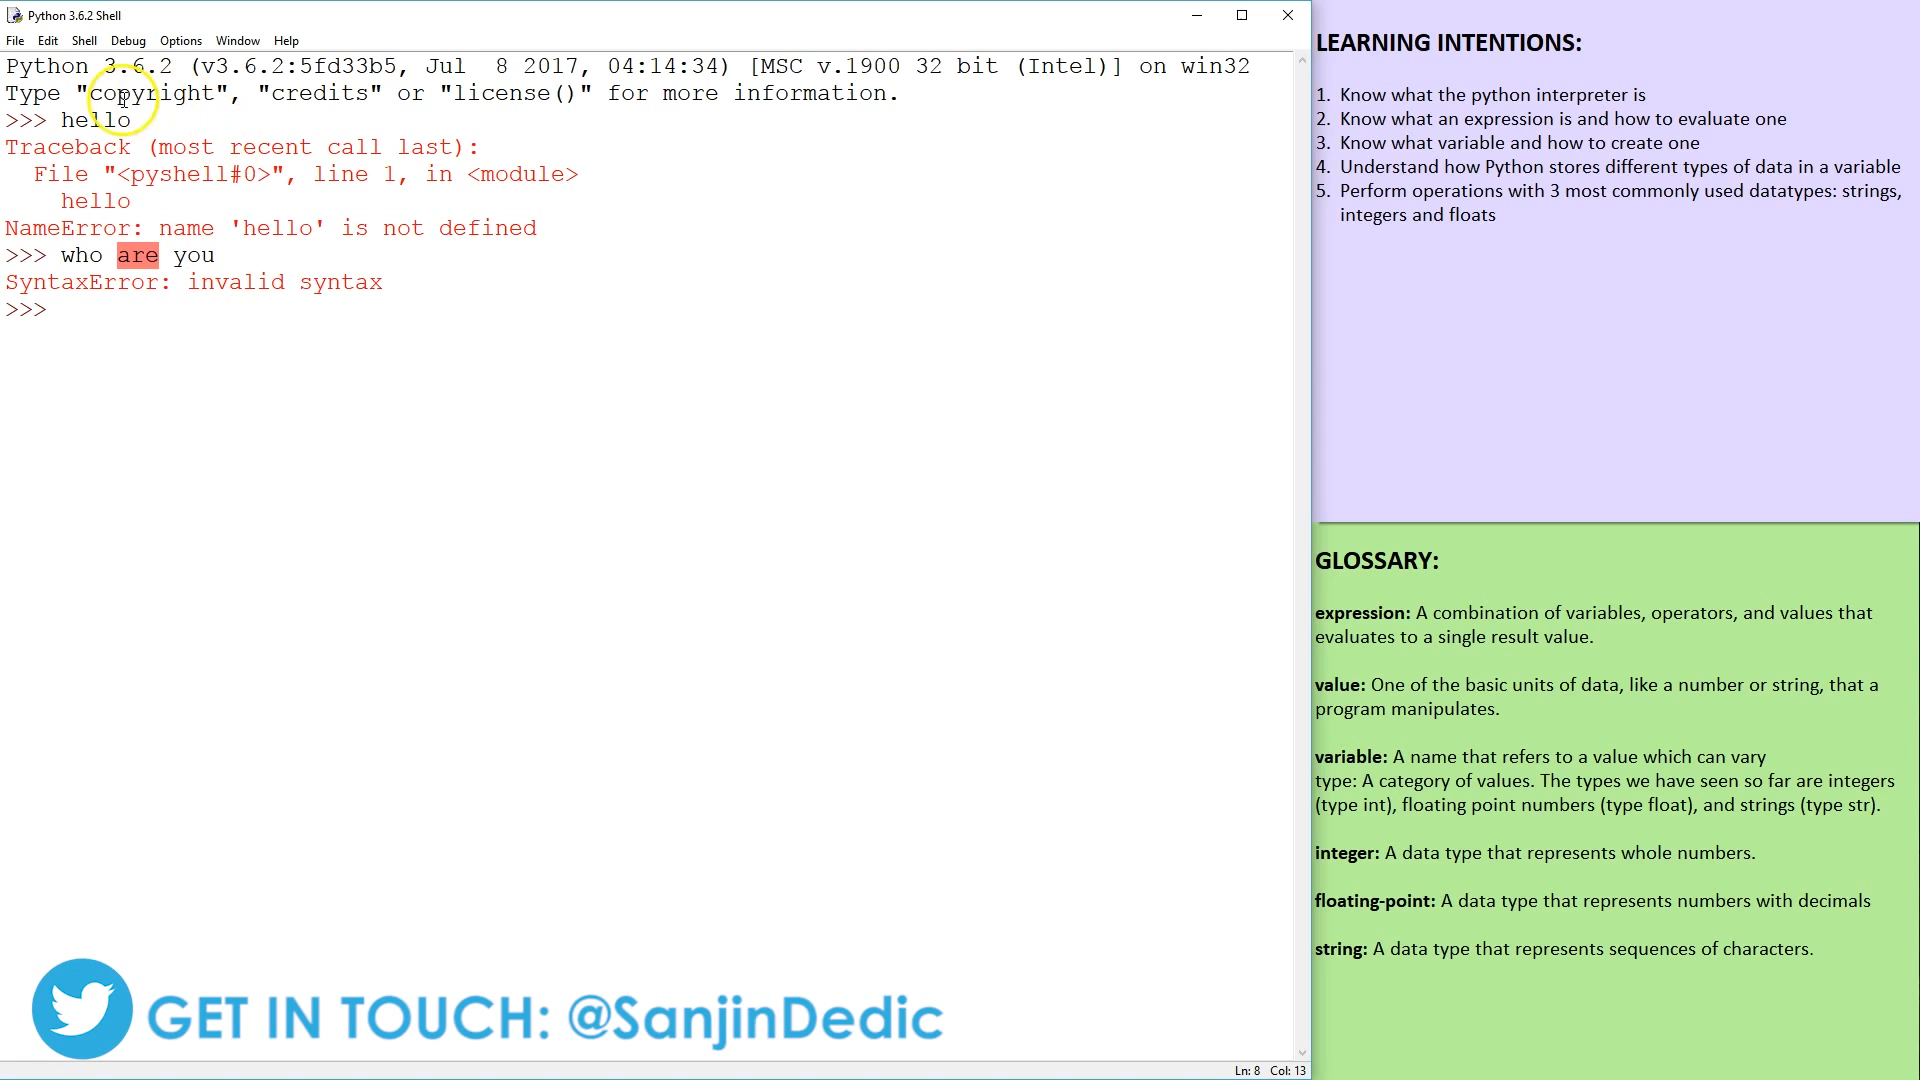 Python 3.6.2 Shell
File Edit Shell Debug Options Window Help
Python 3.6.2 (v3.6.2:5fd33b5, Jul  8 2017, 04:14:34) [MSC v.1900 32 bit (Intel)] on win32
Type "copyright", "credits" or "license()" for more information.
>>> hello
Traceback (most recent call last):
  File "<pyshell#0>", line 1, in <module>
    hello
NameError: name 'hello' is not defined
>>> who are you
SyntaxError: invalid syntax
>>>
GET IN TOUCH: @SanjinDedic
Ln: 8 Col: 13
LEARNING INTENTIONS:
1. Know what the python interpreter is
2. Know what an expression is and how to evaluate one
3. Know what variable and how to create one
4. Understand how Python stores different types of data in a variable
5. Perform operations with 3 most commonly used datatypes: strings,
integers and floats
GLOSSARY:
expression: A combination of variables, operators, and values that
evaluates to a single result value.
value: One of the basic units of data, like a number or string, that a
program manipulates.
variable: A name that refers to a value which can vary
type: A category of values. The types we have seen so far are integers
(type int), floating point numbers (type float), and strings (type str).
integer: A data type that represents whole numbers.
floating-point: A data type that represents numbers with decimals
string: A data type that represents sequences of characters.